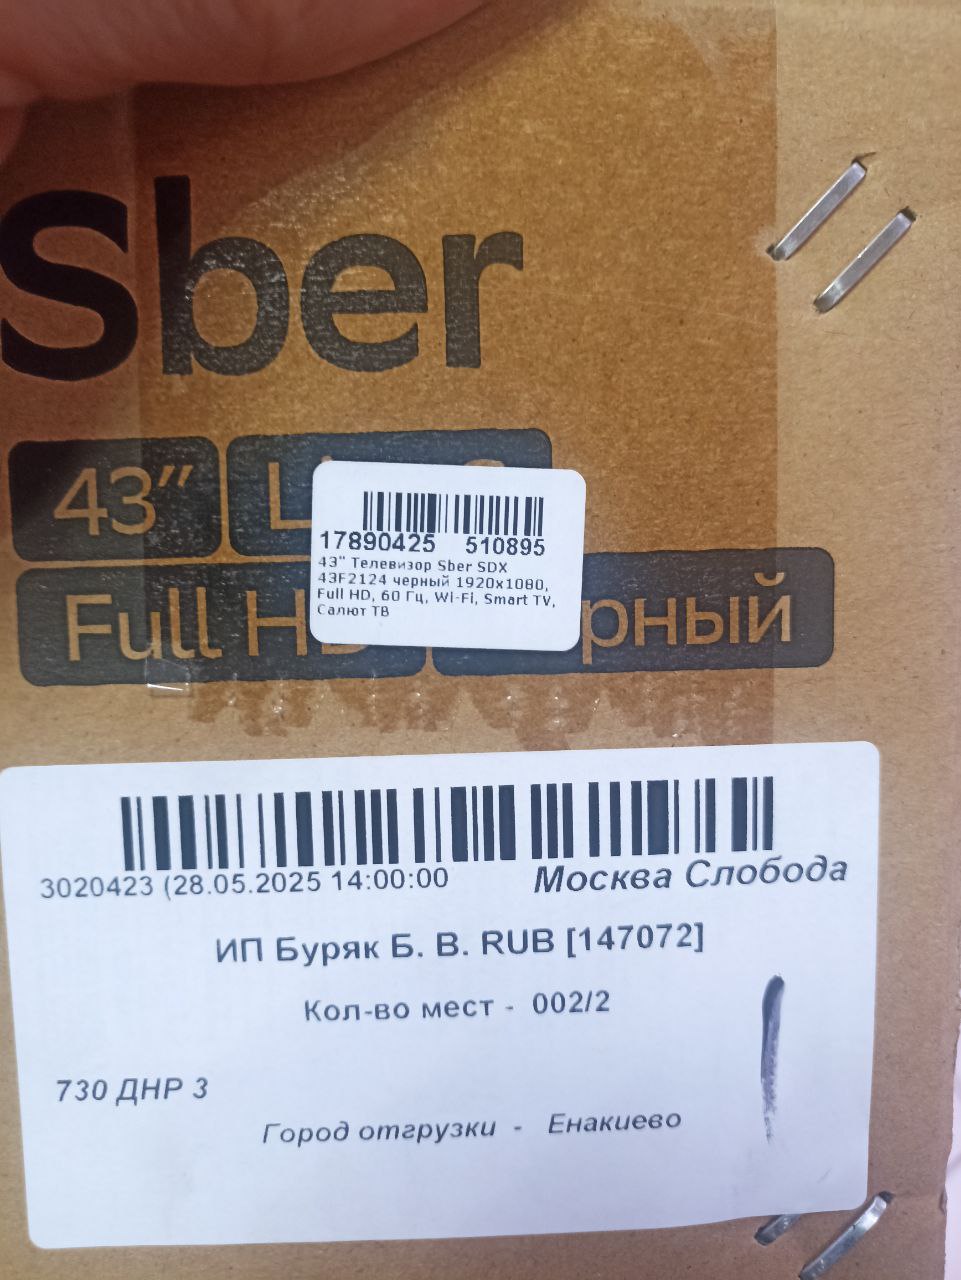 Sber
43"
Full
рный
17890425 510895
43" Телевизор Sber SDX
43F2124 черный 1920x1080,
Full HD, 60 Гц, Wi-Fi, Smart TV,
Салют ТВ
3020423 (28.05.2025 14:00:00
Москва Слобода
ИП Буряк Б. В. RUB [147072]
Кол-во мест - 002/2
730 ДНР 3
Город отгрузки - Енакиево